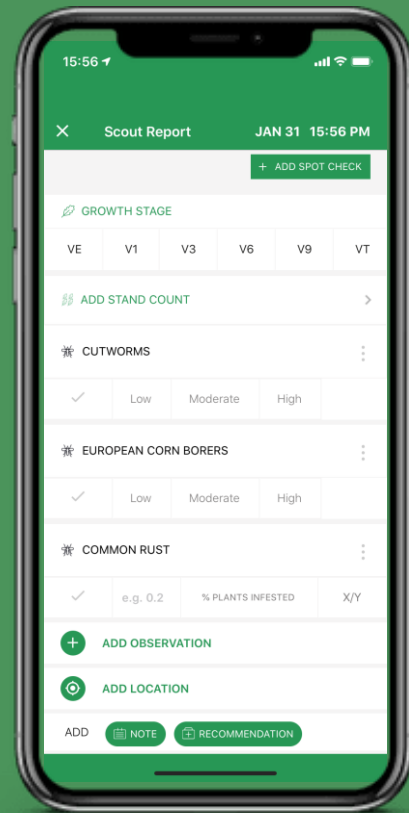 15:56
Scout Report JAN 31 15:56 PM
+ ADD SPOT CHECK
GROWTH STAGE
VE V1 V3 V6 V9 VT
ADD STAND COUNT
CUTWORMS
Low Moderate High
EUROPEAN CORN BORERS
Low Moderate High
COMMON RUST
e.g. 0.2 % PLANTS INFESTED X/Y
ADD OBSERVATION
ADD LOCATION
ADD NOTE RECOMMENDATION